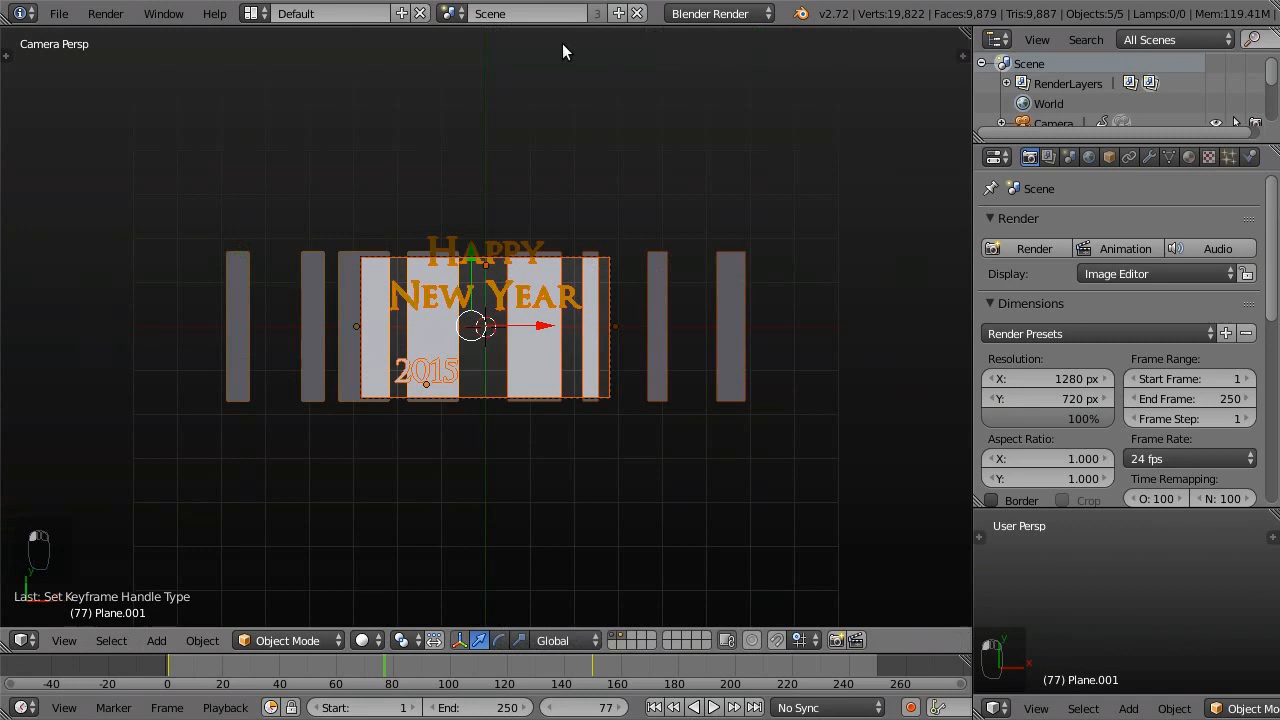 File Render Window Help Default Scene 3 Blender Render v2.72 | Verts:19,822 | Faces:9,879 | Tris:9,887 | Objects:5/5 | Lamps:0/0 | Mem:119.41M
Camera Persp
View Search All Scenes
Scene
RenderLayers |
World
Camera |
Scene
Render
Render Animation Audio
Display: Image Editor
Dimensions
Render Presets
Resolution: Frame Range:
X: 1280 px Start Frame: 1
Y: 720 px End Frame: 250
100% Frame Step: 1
Aspect Ratio: Frame Rate:
X: 1.000 24 fps
Y: 1.000 Time Remapping:
Border Crop O: 100 N: 100
Happy
New Year
2015
y
Last: Set Keyframe Handle Type
(77) Plane.001
User Persp
y
x
(77) Plane.001
View Select Add Object Object Mode Global
-40 -20 0 20 40 60 80 100 120 140 160 180 200 220 240 260
View Marker Frame Playback Start: 1 End: 250 77 No Sync
View Select Add Object Object Mo